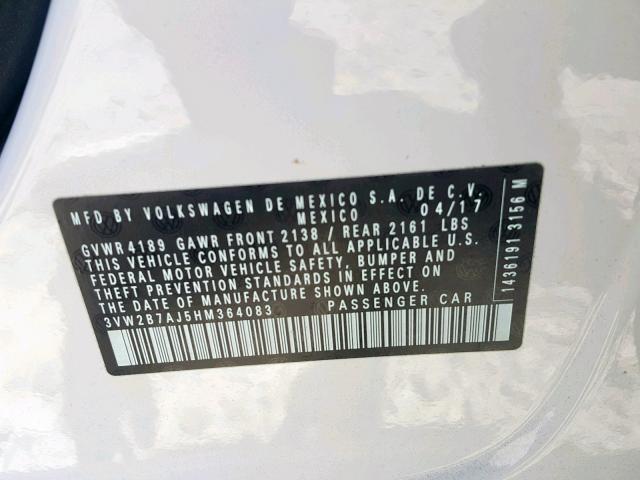 MFD BY VOLKSWAGEN DE MEXICO S.A. DE C.V.
MEXICO 04/17
GVWR 4189 GAWR FRONT 2138 / REAR 2161 LBS
THIS VEHICLE CONFORMS TO ALL APPLICABLE U.S.
FEDERAL MOTOR VEHICLE SAFETY, BUMPER AND
THEFT PREVENTION STANDARDS IN EFFECT ON
THE DATE OF MANUFACTURE SHOWN ABOVE.
3VW2B7AJ5HM364083 PASSENGER CAR
1436191 3156 M